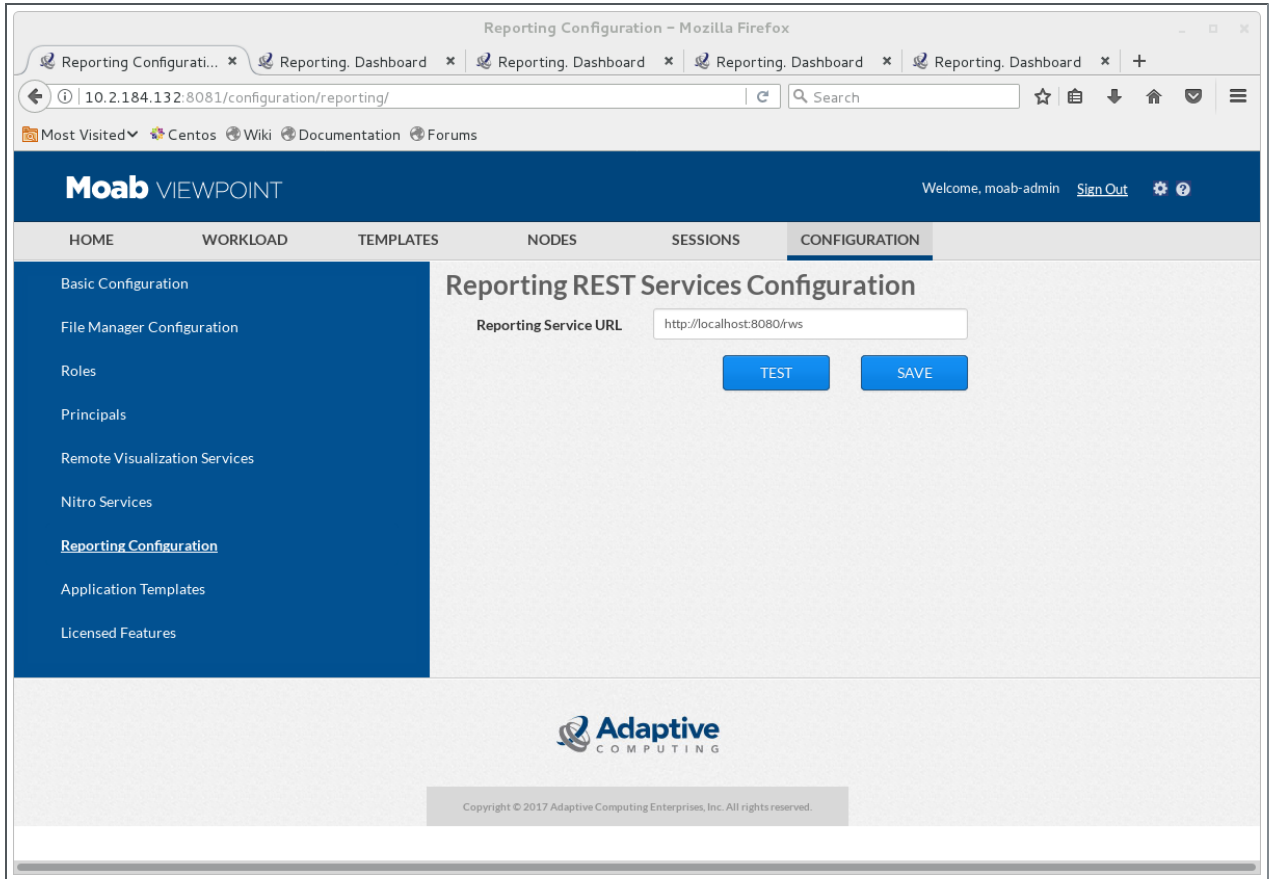 Reporting Configuration - Mozilla Firefox
Reporting Configurati... × Reporting. Dashboard × Reporting. Dashboard × Reporting. Dashboard × Reporting. Dashboard × +
10.2.184.132:8081/configuration/reporting/ Search
Most Visited Centos Wiki Documentation Forums
Moab VIEWPOINT Welcome, moab-admin Sign Out
HOME WORKLOAD TEMPLATES NODES SESSIONS CONFIGURATION
Basic Configuration
File Manager Configuration
Roles
Principals
Remote Visualization Services
Nitro Services
Reporting Configuration
Application Templates
Licensed Features
Reporting REST Services Configuration
Reporting Service URL http://localhost:8080/rws
TEST SAVE
Adaptive
COMPUTING
Copyright © 2017 Adaptive Computing Enterprises, Inc. All rights reserved.